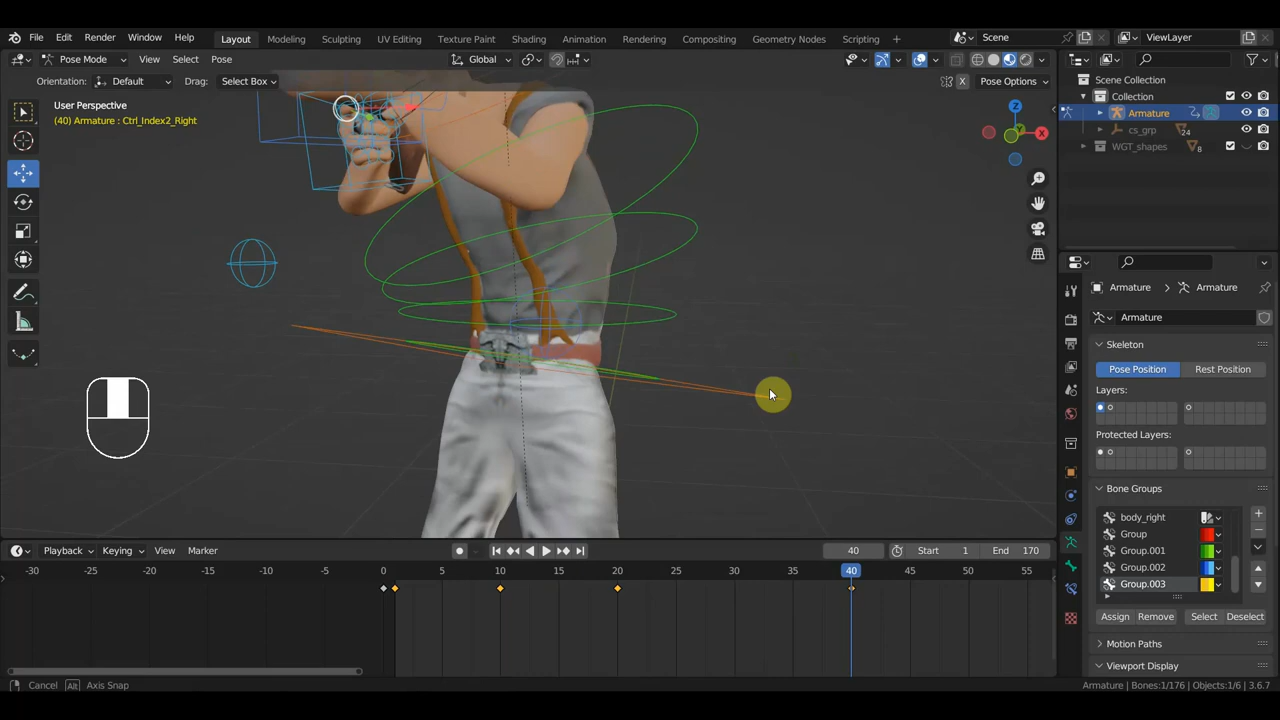 File Edit Render Window Help Layout Modeling Sculpting UV Editing Texture Paint Shading Animation Rendering Compositing Geometry Nodes Scripting + Scene ViewLayer
Pose Mode View Select Pose Global
Orientation: Default Drag: Select Box X Pose Options
User Perspective
(40) Armature : Ctrl_Index2_Right
Z
X
Y
Scene Collection
Collection
Armature
cs_grp 24
WGT_shapes 8
Armature > Armature
Armature
Skeleton
Pose Position Rest Position
Layers:
Protected Layers:
Bone Groups
body_right
Group
Group.001
Group.002
Group.003
Assign Remove Select Deselect
Motion Paths
Viewport Display
Playback Keying View Marker 40 Start 1 End 170
-30 -25 -20 -15 -10 -5 0 5 10 15 20 25 30 35 40 45 50 55
Cancel Alt Axis Snap Armature | Bones:1/176 | Objects:1/6 | 3.6.7